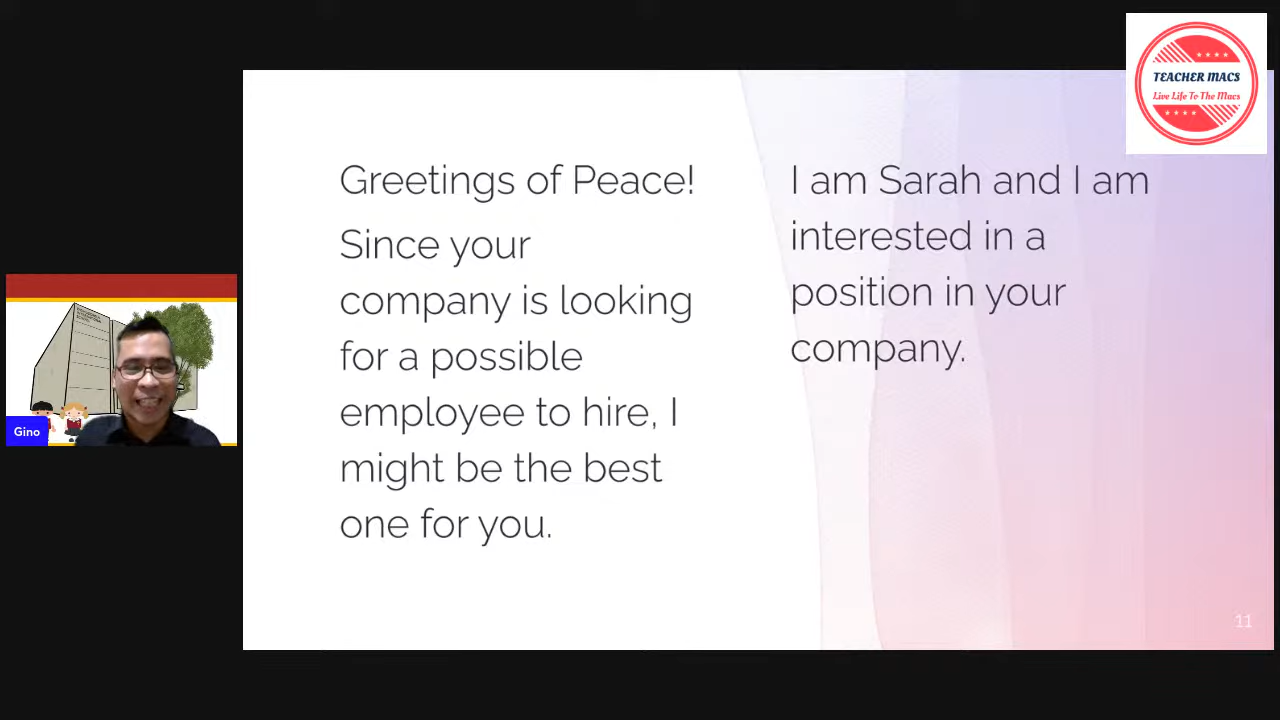 TEACHER MACS
Live Life To The Macs
Greetings of Peace!
Since your
company is looking
for a possible
employee to hire, I
might be the best
one for you.
I am Sarah and I am
interested in a
position in your
company.
Gino
11